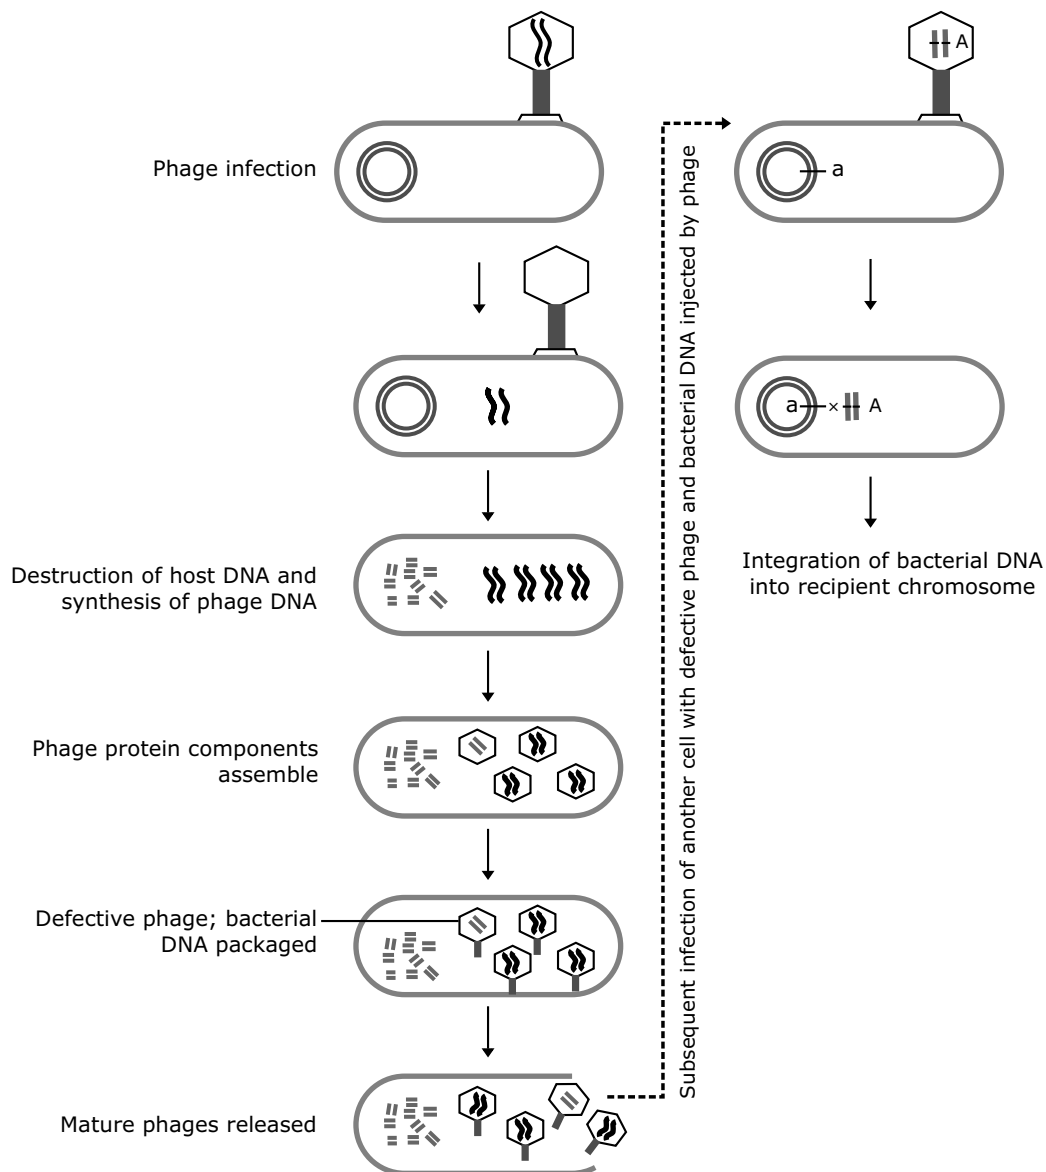 Phage infection
Destruction of host DNA and
synthesis of phage DNA
Phage protein components
assemble
Defective phage; bacterial
DNA packaged
Mature phages released
Subsequent infection of another cell with defective phage and bacterial DNA injected by phage
A
a
a × A
Integration of bacterial DNA
into recipient chromosome